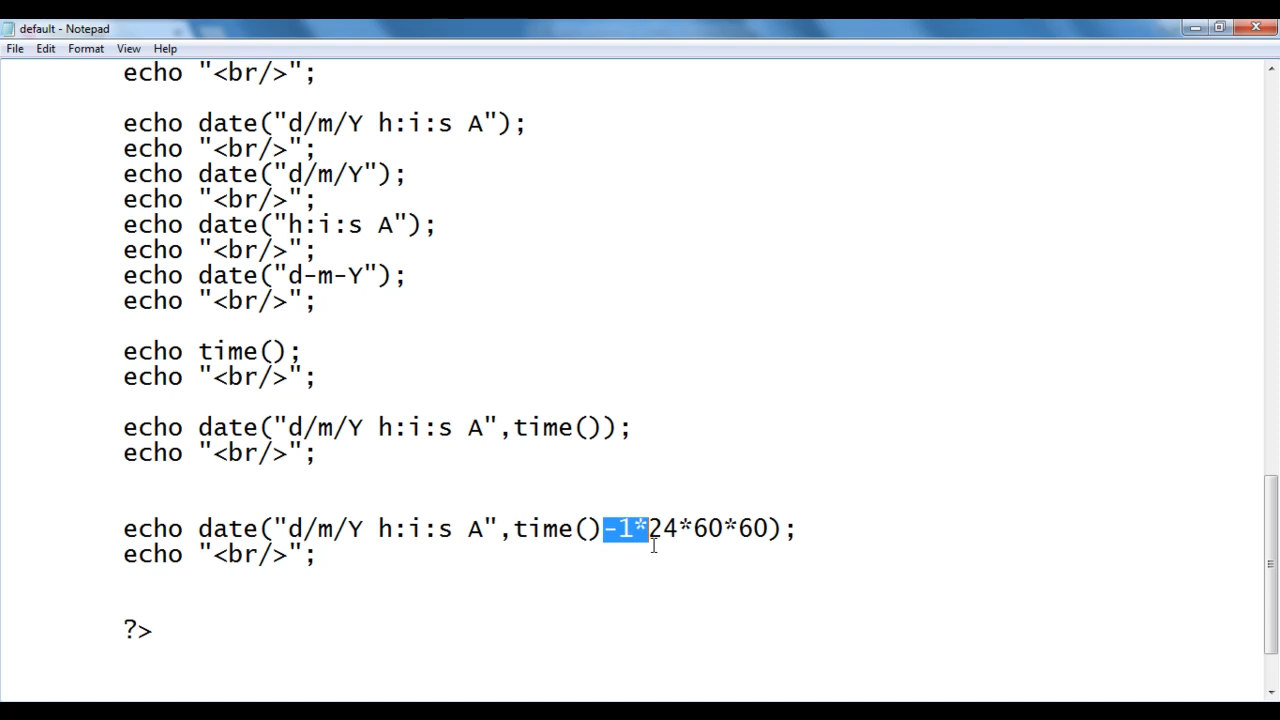 default - Notepad
File Edit Format View Help
echo "<br/>";
echo date("d/m/Y h:i:s A");
echo "<br/>";
echo date("d/m/Y");
echo "<br/>";
echo date("h:i:s A");
echo "<br/>";
echo date("d-m-Y");
echo "<br/>";
echo time();
echo "<br/>";
echo date("d/m/Y h:i:s A",time());
echo "<br/>";
echo date("d/m/Y h:i:s A",time()-1*24*60*60);
echo "<br/>";
?>